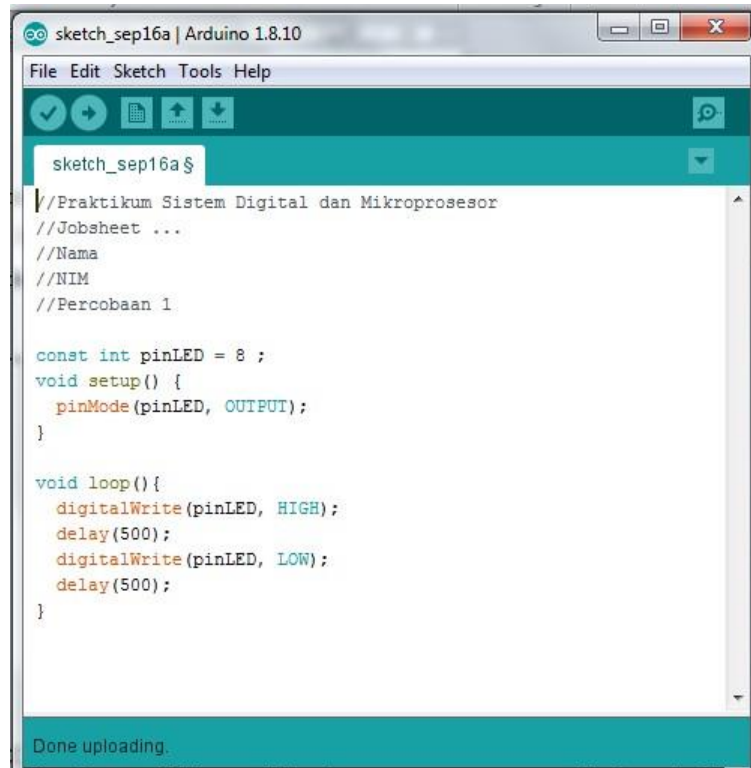 sketch_sep16a | Arduino 1.8.10
File Edit Sketch Tools Help
sketch_sep16a §
//Praktikum Sistem Digital dan Mikroprosesor
//Jobsheet ...
//Nama
//NIM
//Percobaan 1
const int pinLED = 8 ;
void setup() {
  pinMode(pinLED, OUTPUT);
}
void loop(){
  digitalWrite(pinLED, HIGH);
  delay(500);
  digitalWrite(pinLED, LOW);
  delay(500);
}
Done uploading.